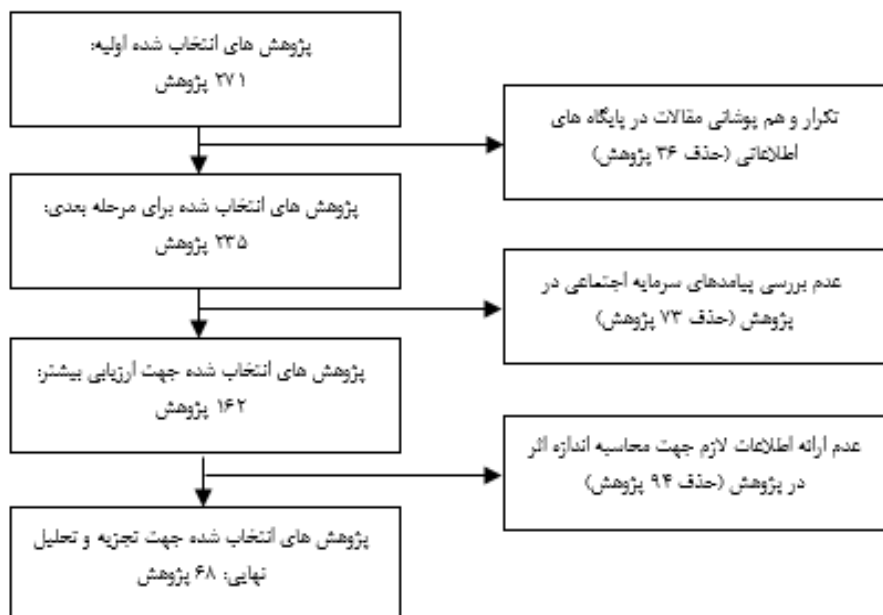 پژوهش های انتخاب شده اولیه:
۲۷۱ پژوهش
تکرار و هم پوشانی مقالات در پایگاه های
اطلاعاتی (حذف ۳۶ پژوهش)
پژوهش های انتخاب شده برای مرحله بعدی:
۲۳۵ پژوهش
عدم بررسی پیامدهای سرمایه اجتماعی در
پژوهش (حذف ۷۳ پژوهش)
پژوهش های انتخاب شده جهت ارزیابی بیشتر:
۱۶۲ پژوهش
عدم ارائه اطلاعات لازم جهت محاسبه اندازه اثر
در پژوهش (حذف ۹۴ پژوهش)
پژوهش های انتخاب شده جهت تجزیه و تحلیل
نهایی: ۶۸ پژوهش